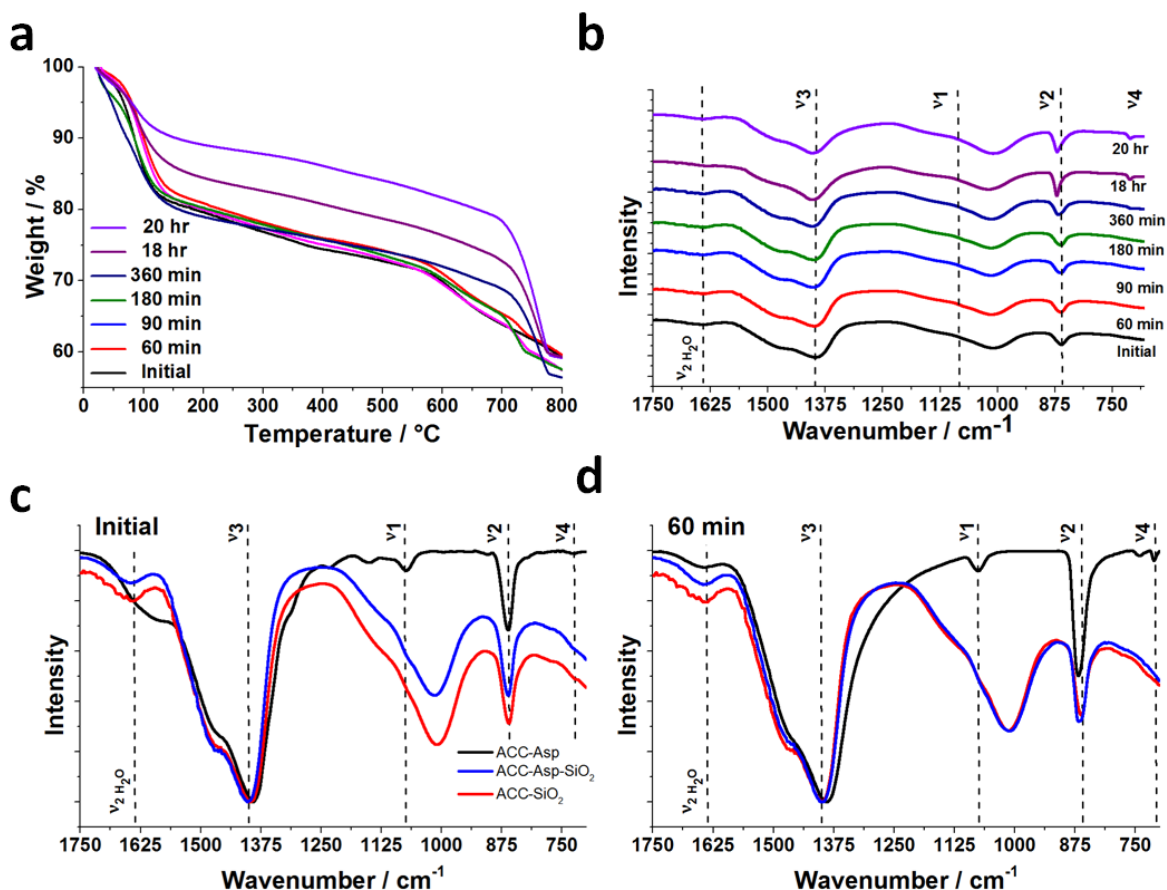 a
100
90
80
70
60
Weight / %
20 hr
18 hr
360 min
180 min
90 min
60 min
Initial
0 100 200 300 400 500 600 700 800
Temperature / °C
b
ν3
ν1
ν2
ν4
20 hr
18 hr
360 min
180 min
90 min
60 min
Initial
ν2 H2O
Intensity
1750 1625 1500 1375 1250 1125 1000 875 750
Wavenumber / cm-1
c
Initial
ν3
ν1
ν2
ν4
ν2 H2O
Intensity
ACC-Asp
ACC-Asp-SiO2
ACC-SiO2
1750 1625 1500 1375 1250 1125 1000 875 750
Wavenumber / cm-1
d
60 min
ν3
ν1
ν2
ν4
ν2 H2O
Intensity
1750 1625 1500 1375 1250 1125 1000 875 750
Wavenumber / cm-1